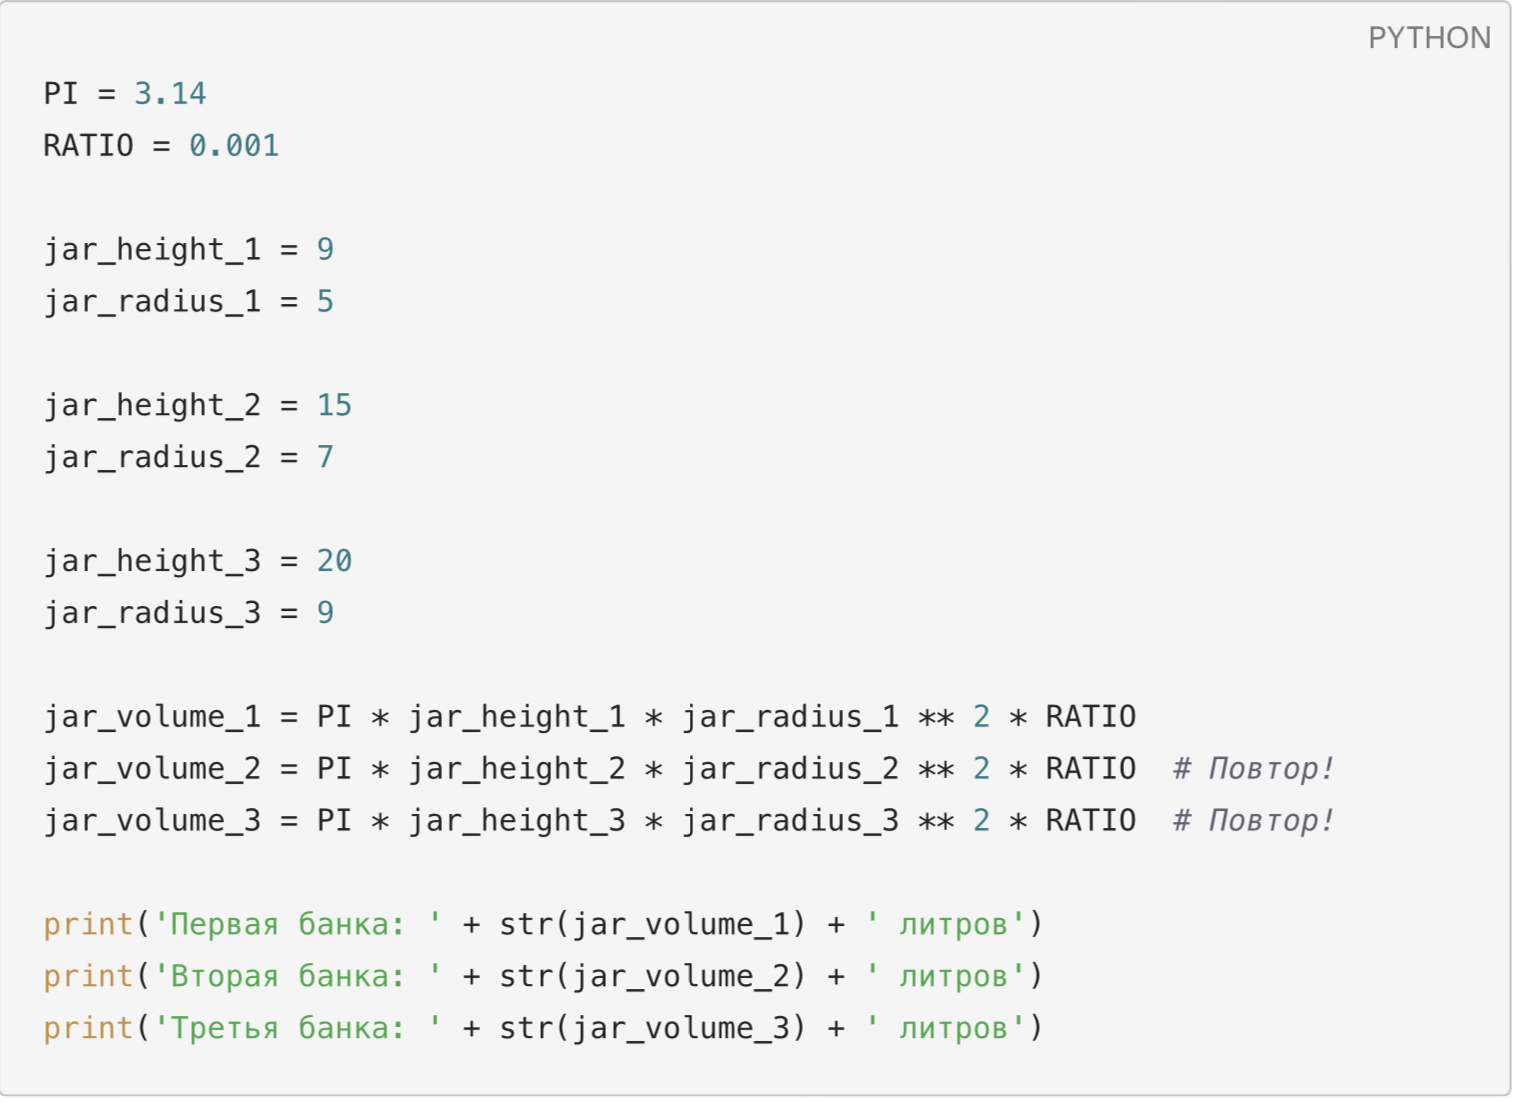 PYTHON
PI = 3.14
RATIO = 0.001
jar_height_1 = 9
jar_radius_1 = 5
jar_height_2 = 15
jar_radius_2 = 7
jar_height_3 = 20
jar_radius_3 = 9
jar_volume_1 = PI * jar_height_1 * jar_radius_1 ** 2 * RATIO
jar_volume_2 = PI * jar_height_2 * jar_radius_2 ** 2 * RATIO  # Повтор!
jar_volume_3 = PI * jar_height_3 * jar_radius_3 ** 2 * RATIO  # Повтор!
print('Первая банка: ' + str(jar_volume_1) + ' литров')
print('Вторая банка: ' + str(jar_volume_2) + ' литров')
print('Третья банка: ' + str(jar_volume_3) + ' литров')